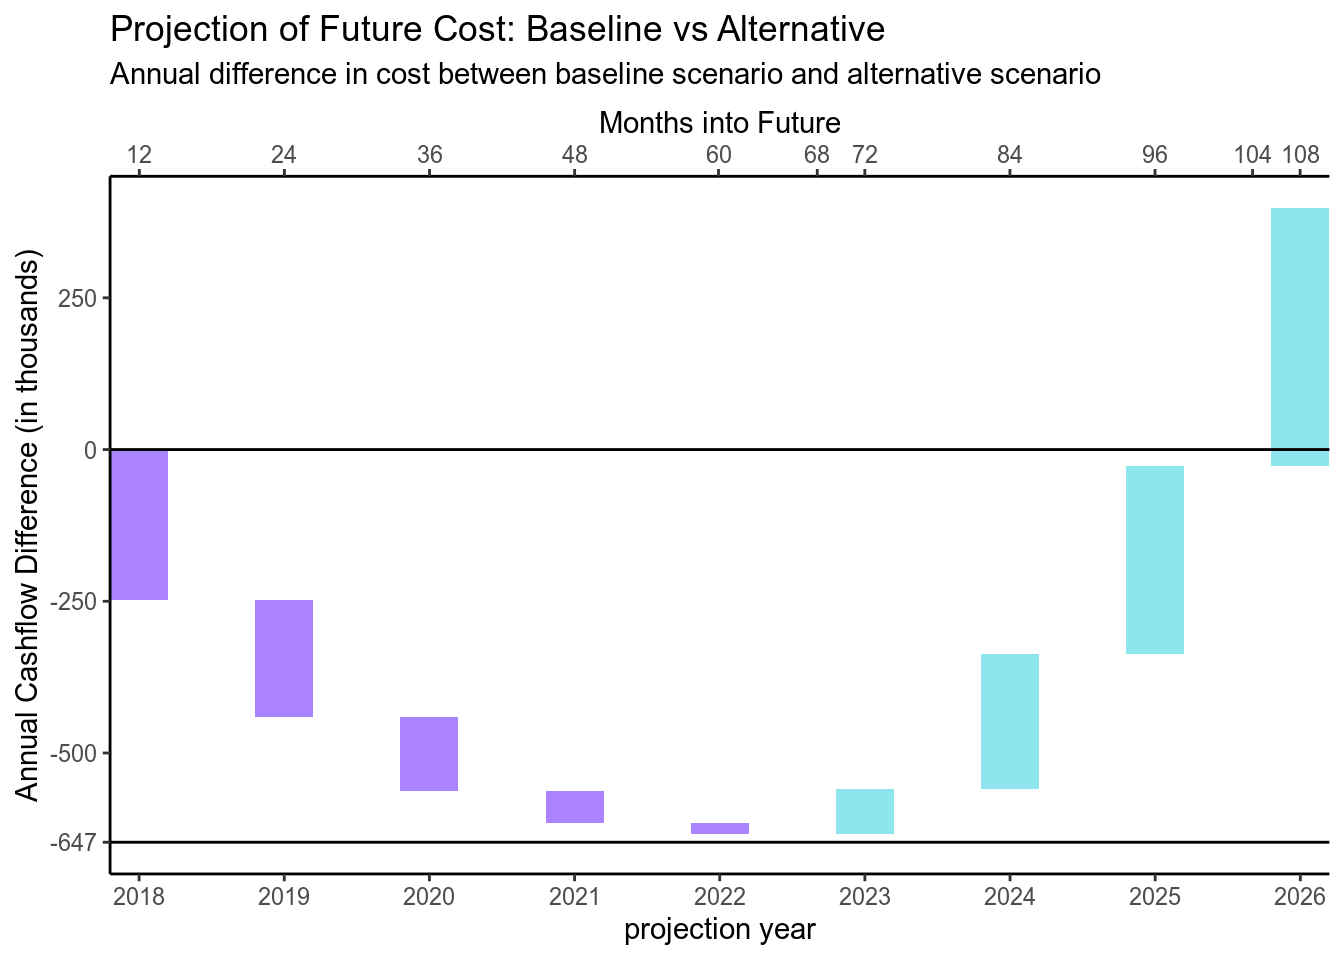 Projection of Future Cost: Baseline vs Alternative
Annual difference in cost between baseline scenario and alternative scenario
Months into Future
12 24 36 48 60 68 72 84 96 104 108
Annual Cashflow Difference (in thousands)
250
0
-250
-500
-647
2018 2019 2020 2021 2022 2023 2024 2025 2026
projection year